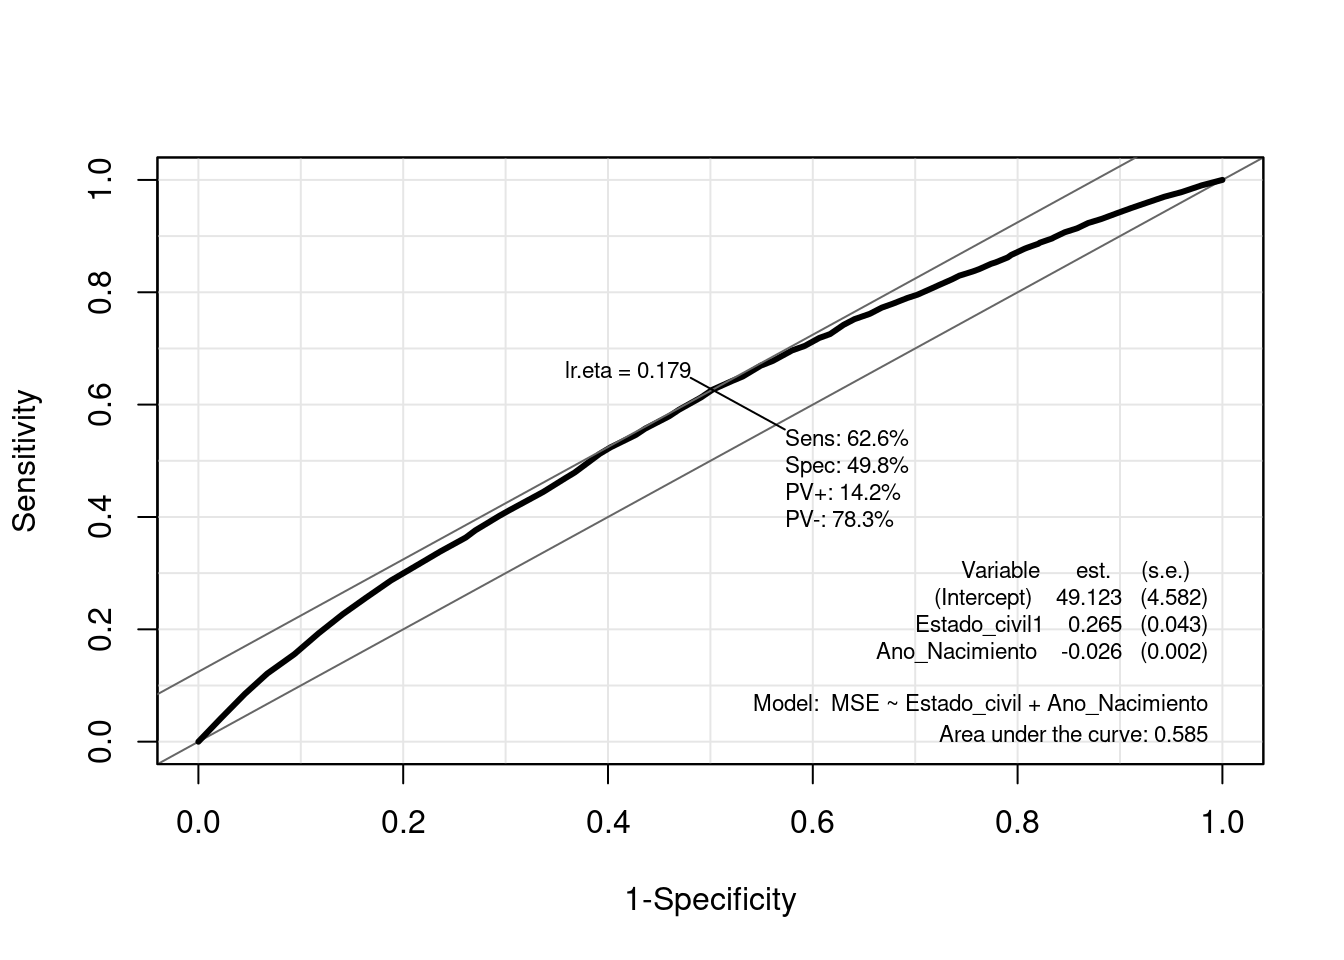 1.0
0.8
0.6
0.4
0.2
0.0
Sensitivity
lr.eta = 0.179
Sens: 62.6%
Spec: 49.8%
PV+: 14.2%
PV-: 78.3%
Variable est. (s.e.)
(Intercept) 49.123 (4.582)
Estado_civil1 0.265 (0.043)
Ano_Nacimiento -0.026 (0.002)
Model: MSE ~ Estado_civil + Ano_Nacimiento
Area under the curve: 0.585
0.0 0.2 0.4 0.6 0.8 1.0
1-Specificity